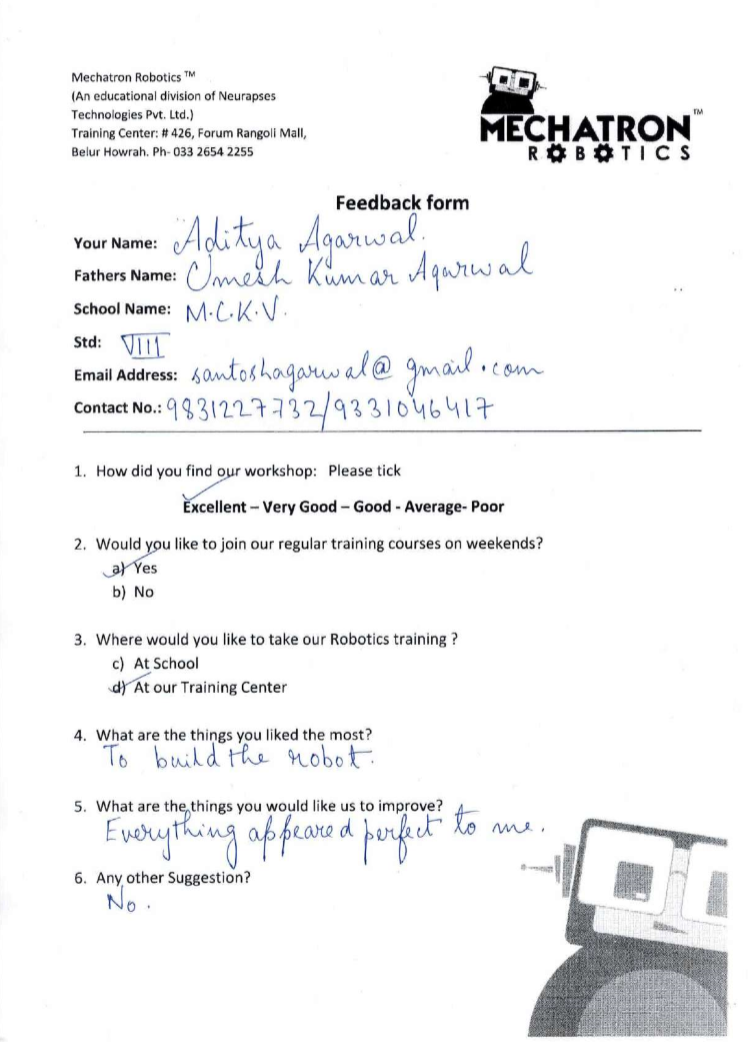 Mechatron Robotics ™
(An educational division of Neurapses
Technologies Pvt. Ltd.)
Training Center: # 426, Forum Rangoli Mall,
Belur Howrah. Ph- 033 2654 2255
MECHATRON ™
ROBOTICS
Feedback form
Your Name: Aditya Agarwal.
Fathers Name: Umesh Kumar Agarwal
School Name: M.C.K.V.
Std: VIII
Email Address: santoshagarwal@gmail.com
Contact No.: 9831227732/9331046417
1. How did you find our workshop: Please tick
Excellent – Very Good – Good - Average- Poor
2. Would you like to join our regular training courses on weekends?
a) Yes
b) No
3. Where would you like to take our Robotics training ?
c) At School
d) At our Training Center
4. What are the things you liked the most?
To build the robot.
5. What are the things you would like us to improve?
Everything appeared perfect to me.
6. Any other Suggestion?
No.